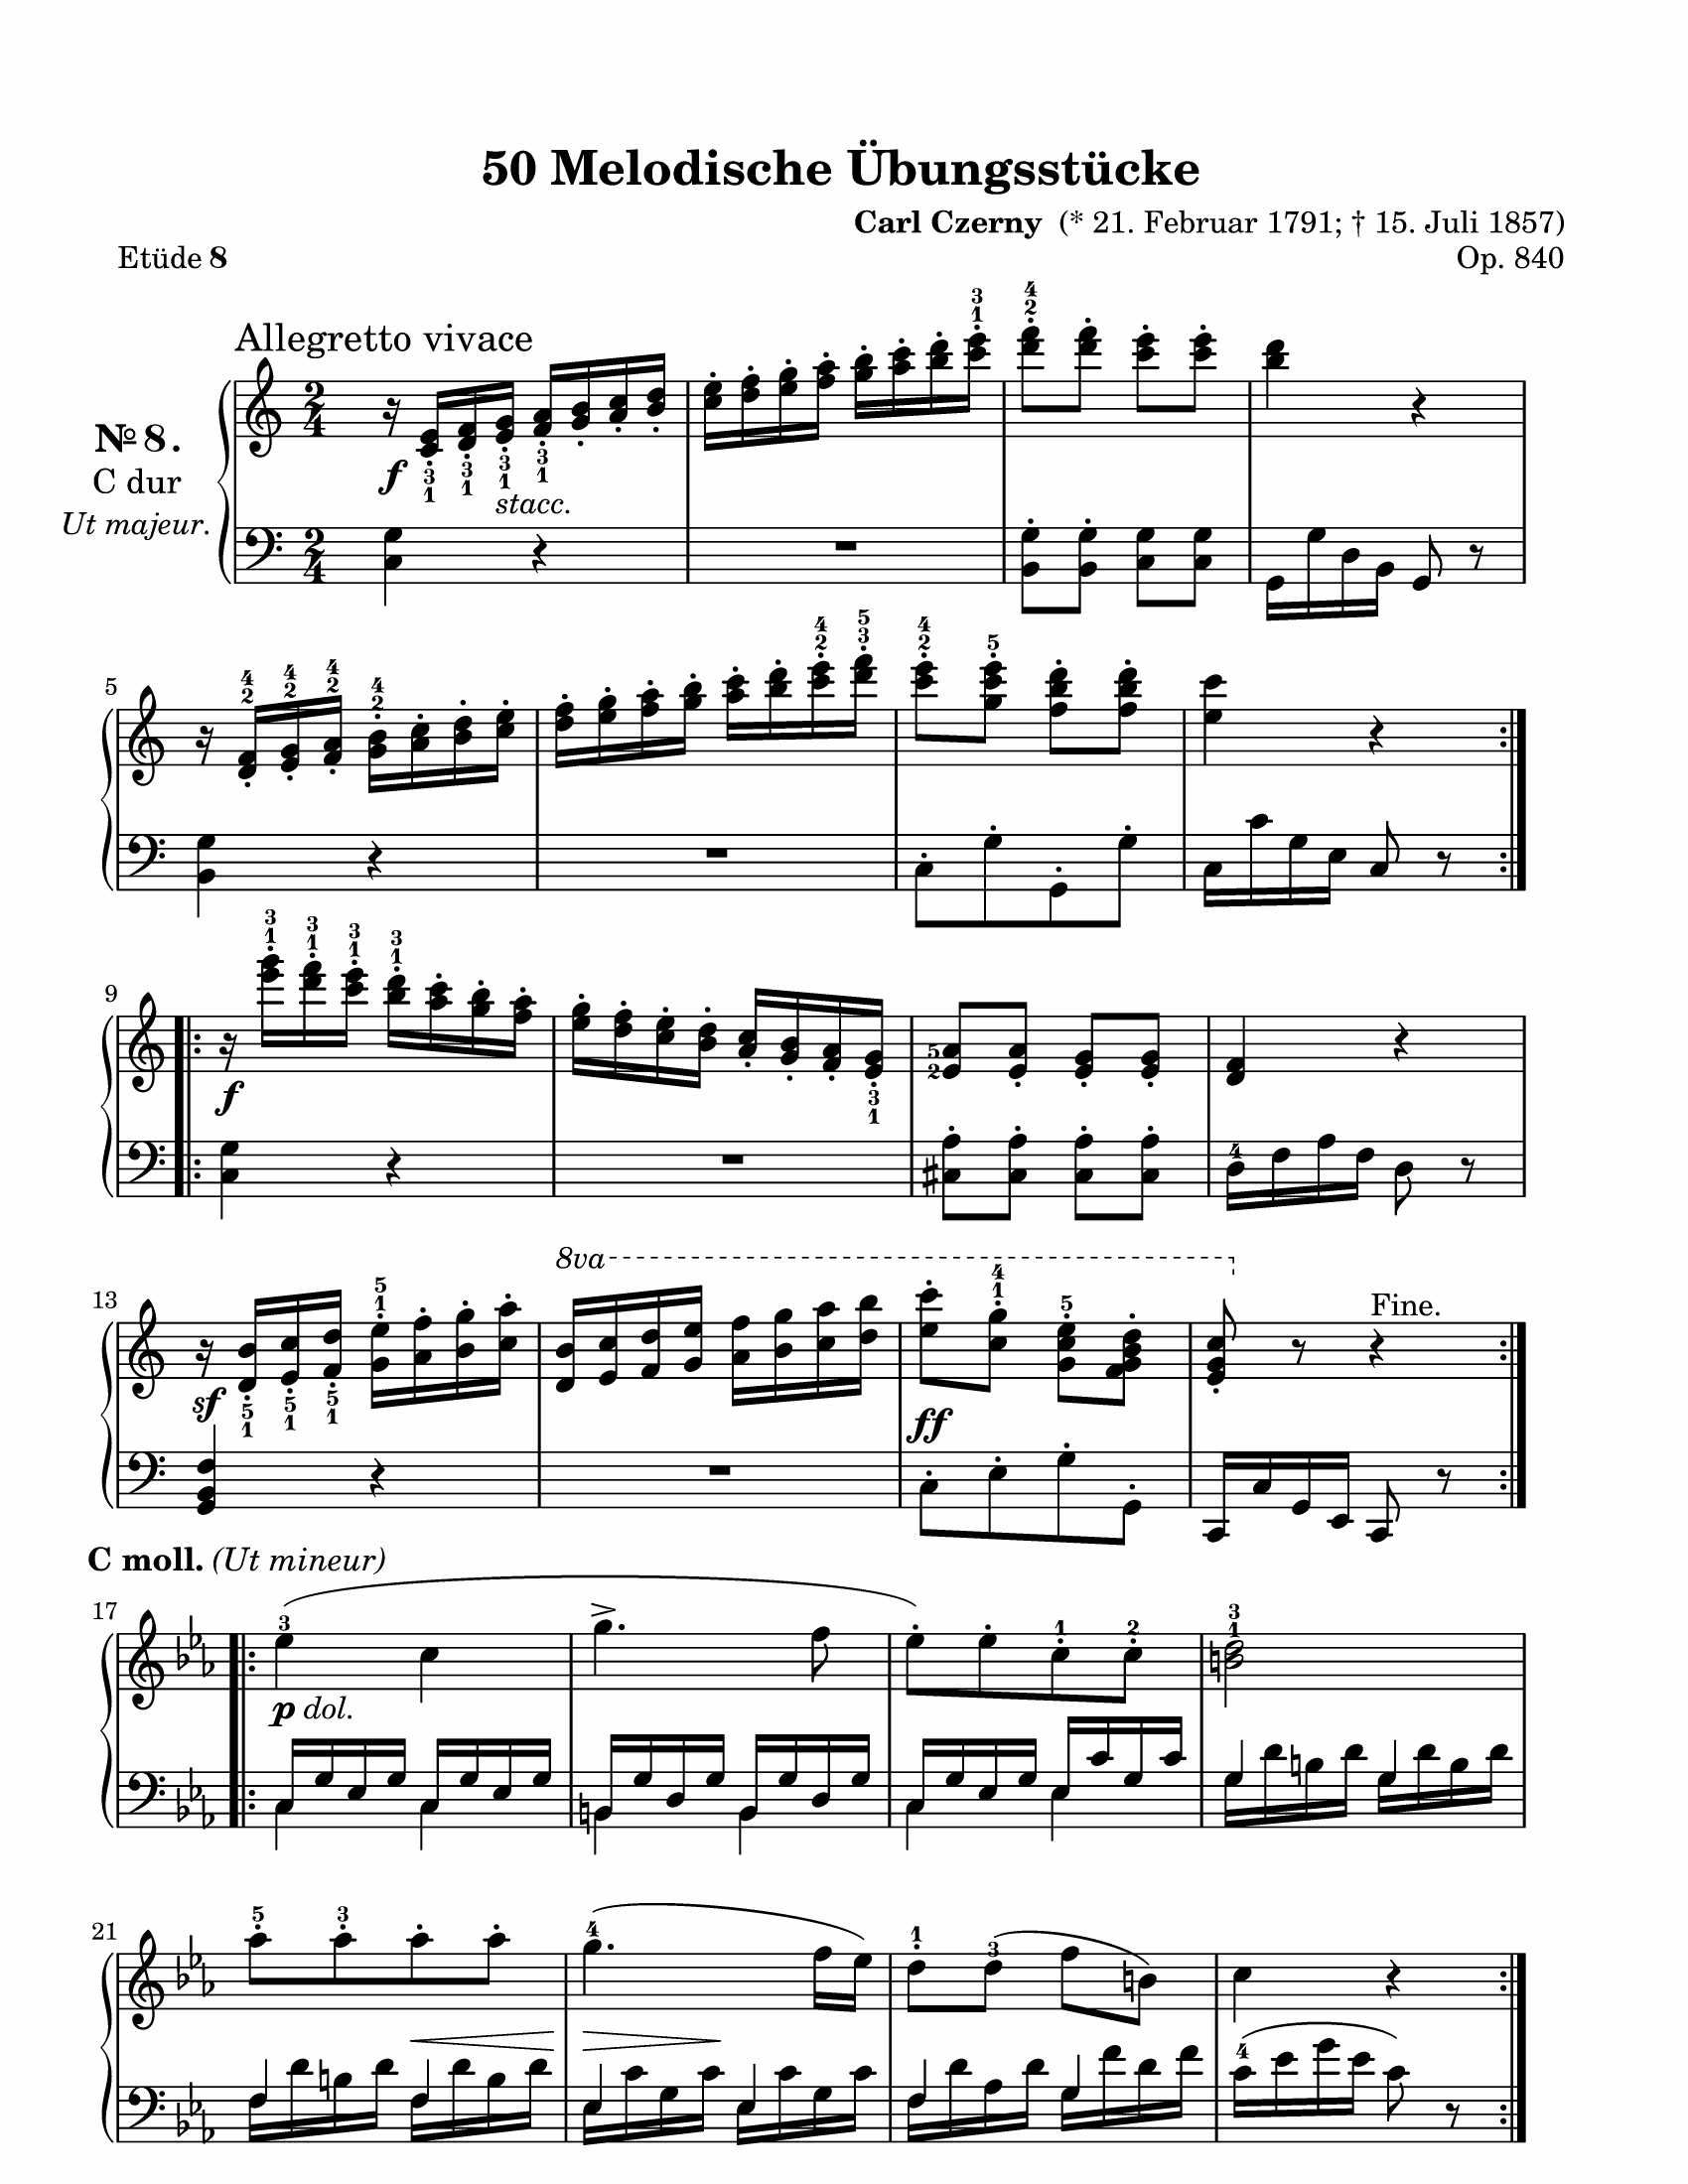 50 Melodische Übungsstücke
Carl Czerny (* 21. Februar 1791; † 15. Juli 1857)
Etüde 8
Op. 840
Allegretto vivace
№ 8.
C dur
Ut majeur.
f
stacc.
5
9
f
13
8va
sf
ff
Fine.
C moll. (Ut mineur)
17
p dol.
21